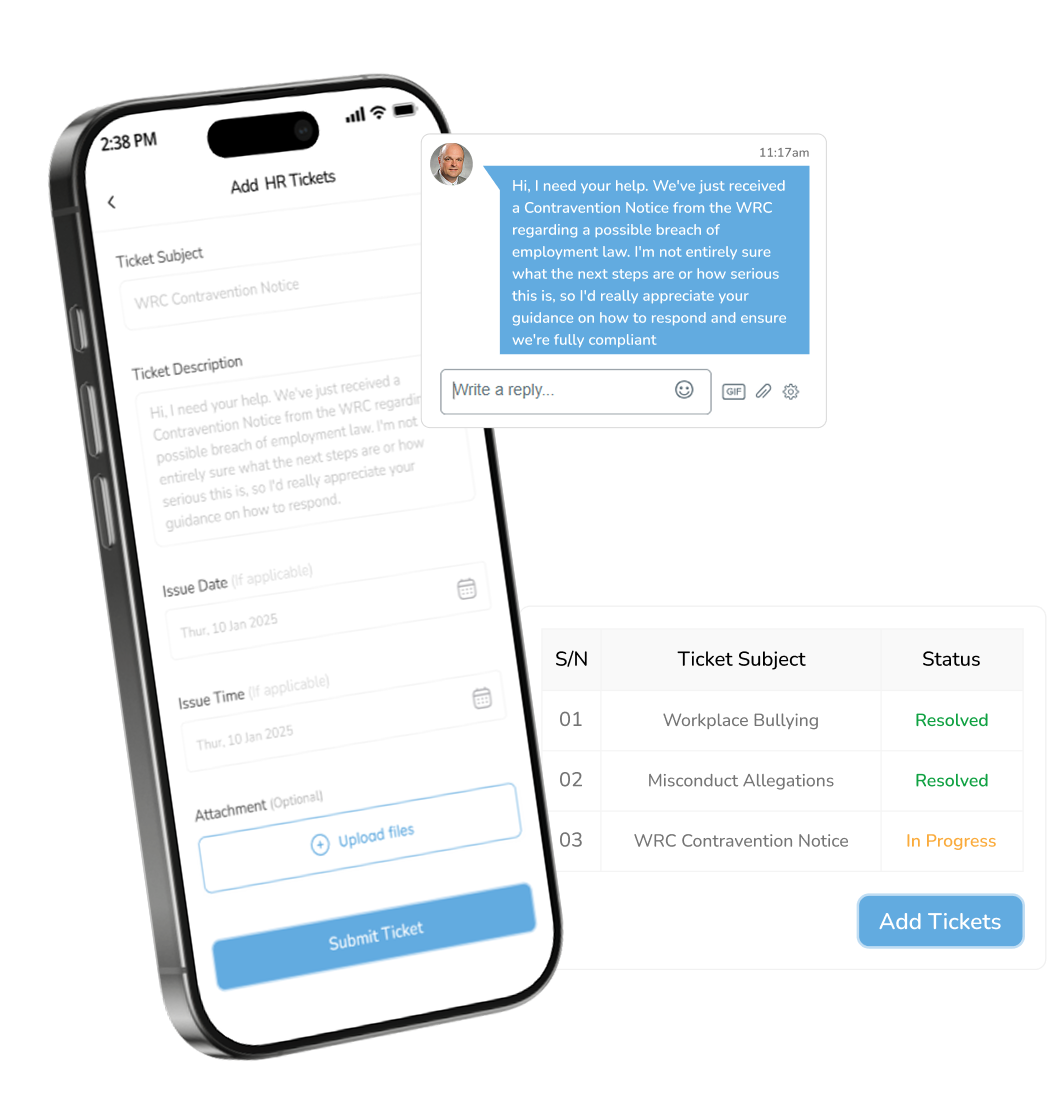 2:38 PM
Add HR Tickets
Ticket Subject
WRC Contravention Notice
Ticket Description
Hi, I need your help. We've just received a
Contravention Notice from the WRC regardin
possible breach of employment law. I'm not
entirely sure what the next steps are or how
serious this is, so I'd really appreciate your
guidance on how to respond.
Issue Date (If applicable)
Thur, 10 Jan 2025
Issue Time (If applicable)
Thur, 10 Jan 2025
Attachment (Optional)
Upload files
Submit Ticket
11:17am
Hi, I need your help. We've just received
a Contravention Notice from the WRC
regarding a possible breach of
employment law. I'm not entirely sure
what the next steps are or how serious
this is, so I'd really appreciate your
guidance on how to respond and ensure
we're fully compliant
Write a reply...
GIF
S/N Ticket Subject Status
01 Workplace Bullying Resolved
02 Misconduct Allegations Resolved
03 WRC Contravention Notice In Progress
Add Tickets